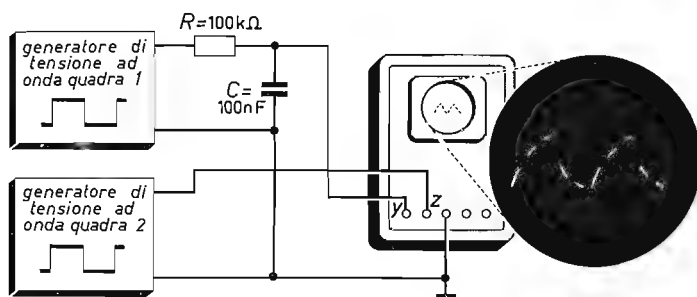 generatore di
tensione ad
onda quadra 1
R=100kΩ
C=
100nF
generatore di
tensione ad
onda quadra 2
y
z